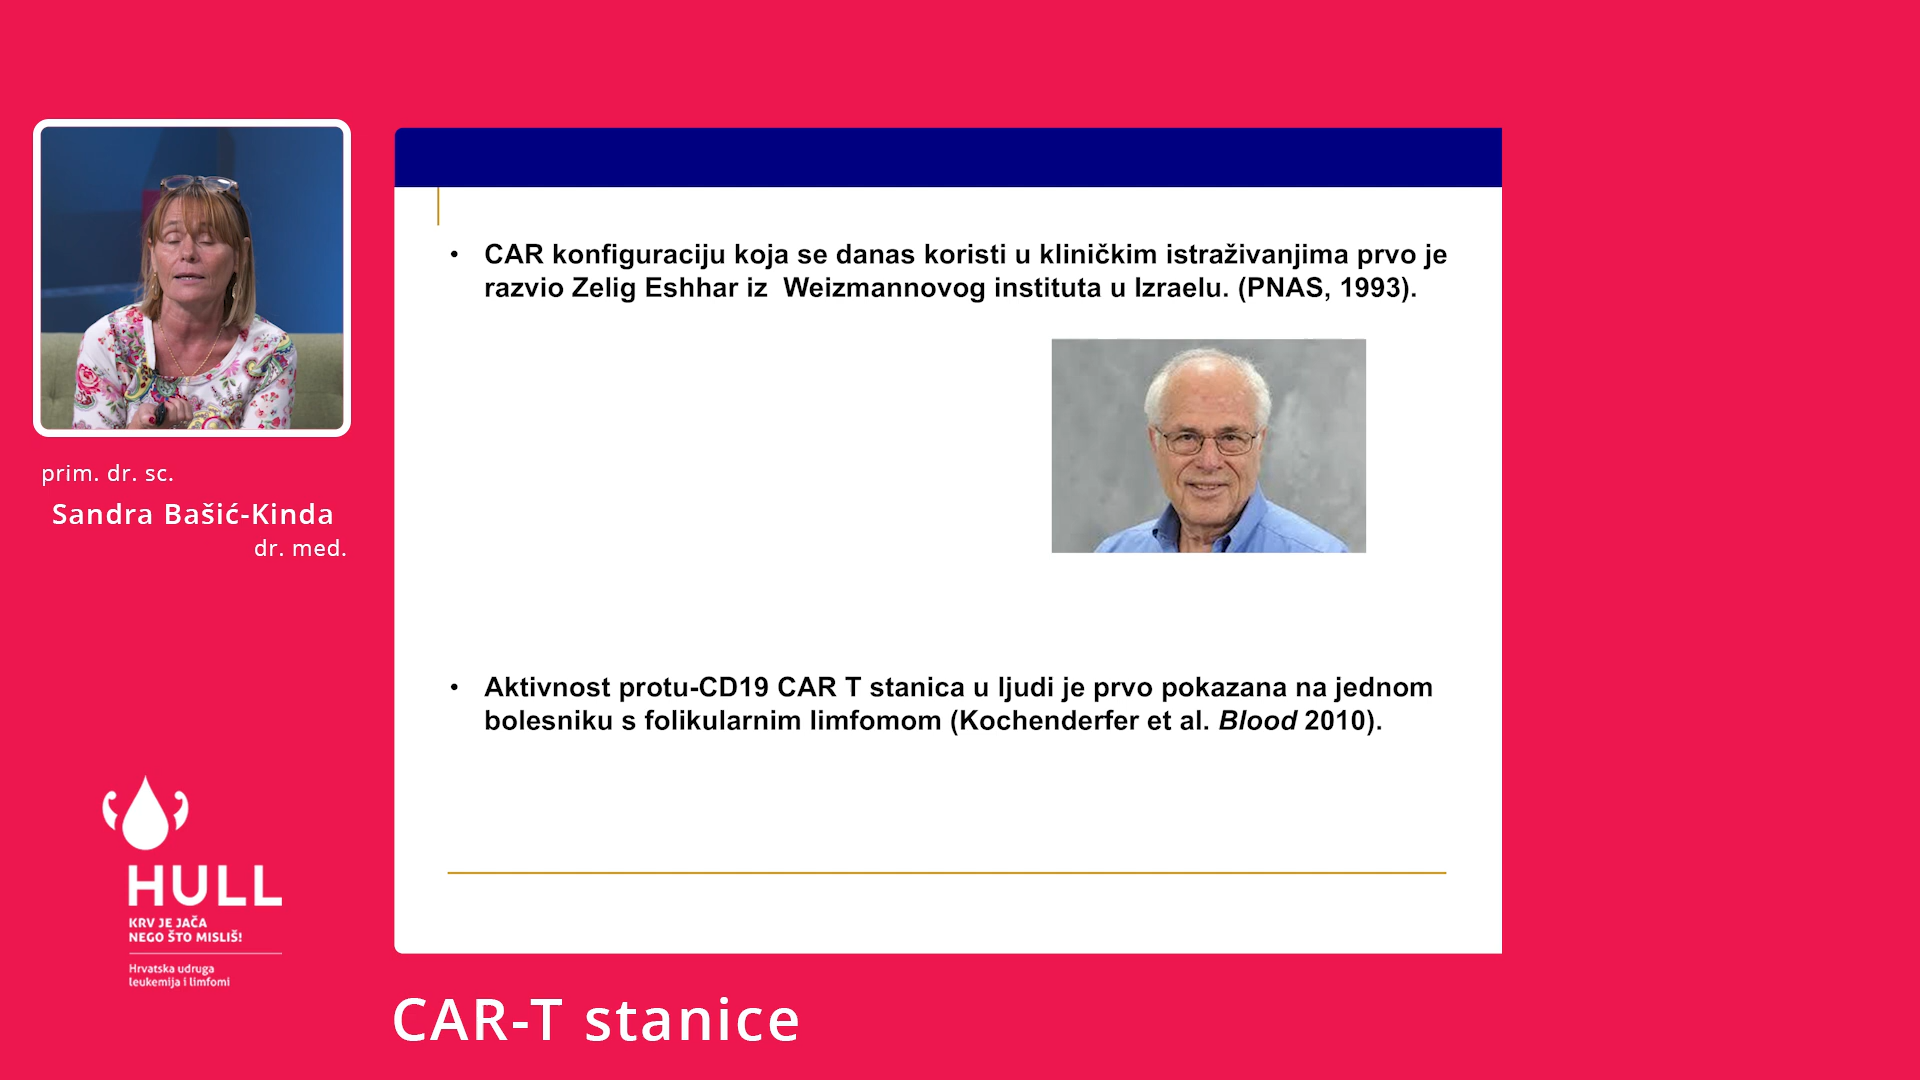 prim. dr. sc.
Sandra Bašić-Kinda
dr. med.
• CAR konfiguraciju koja se danas koristi u kliničkim istraživanjima prvo je
razvio Zelig Eshhar iz  Weizmannovog instituta u Izraelu. (PNAS, 1993).
• Aktivnost protu-CD19 CAR T stanica u ljudi je prvo pokazana na jednom
bolesniku s folikularnim limfomom (Kochenderfer et al. Blood 2010).
HULL
KRV JE JAČA
NEGO ŠTO MISLIŠ!
Hrvatska udruga
leukemija i limfomi
CAR-T stanice